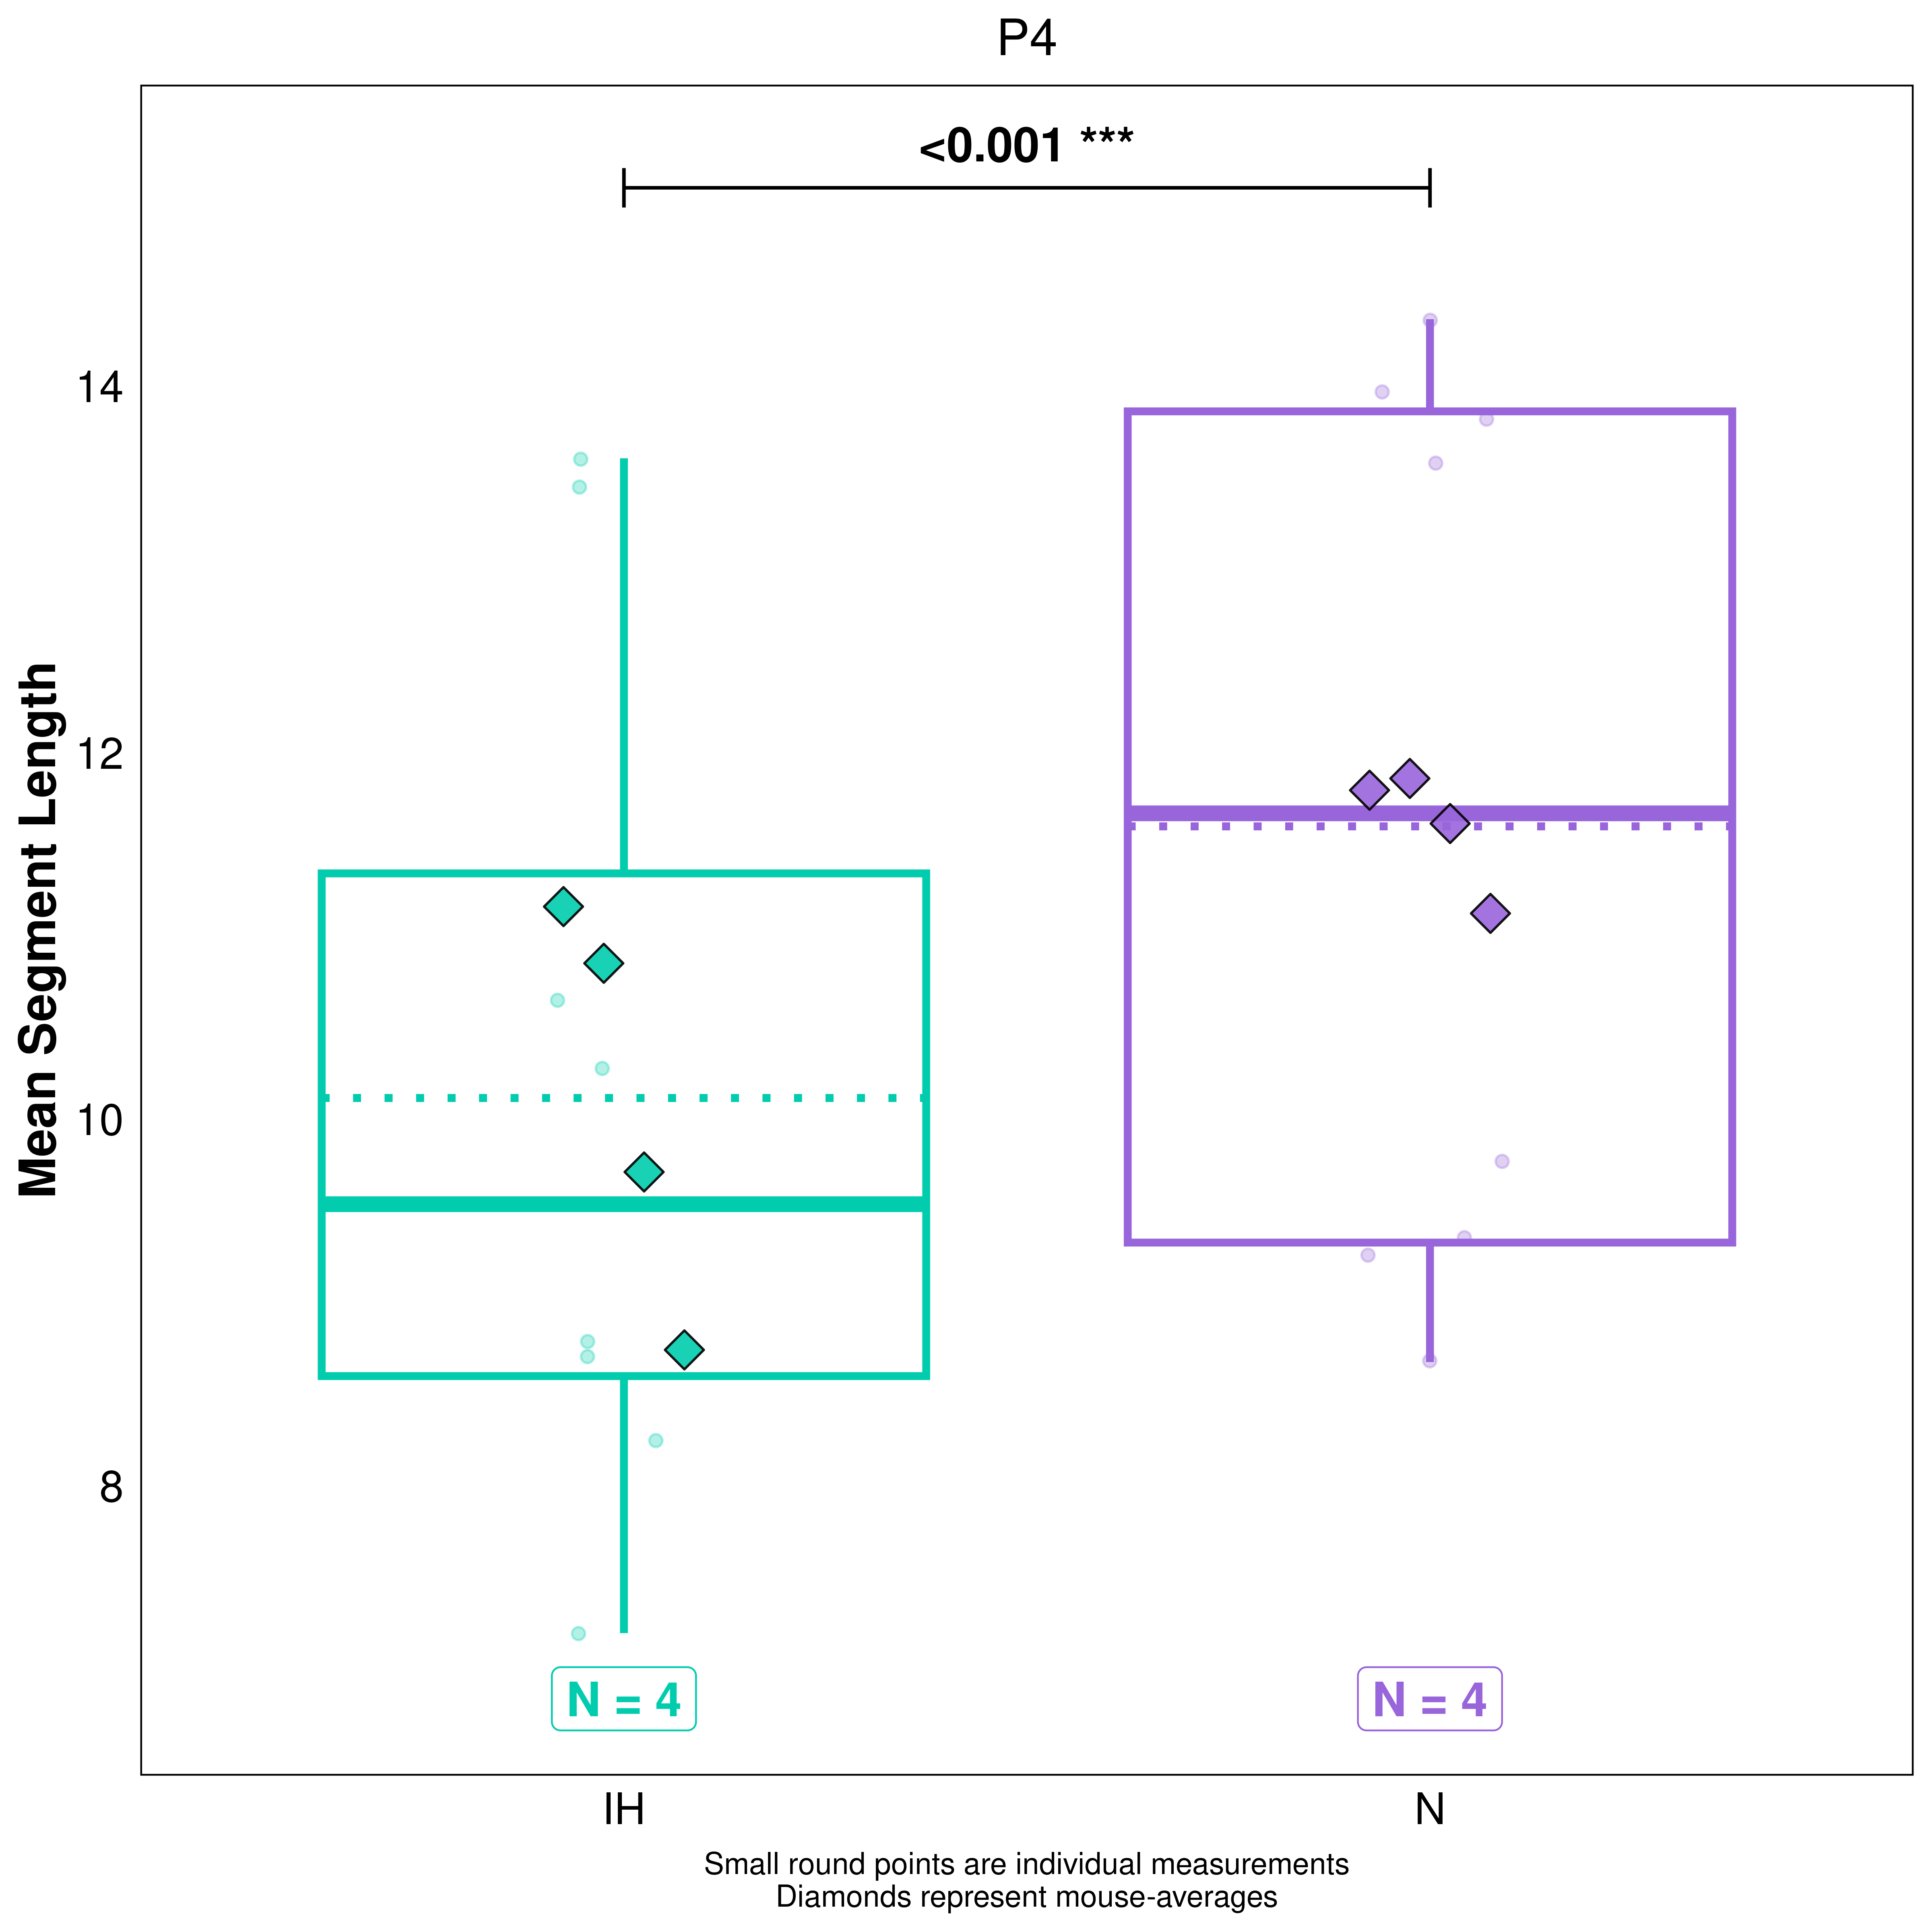 P4
<0.001 ***
14
12
10
8
Mean Segment Length
N = 4
N = 4
IH
N
Small round points are individual measurements
Diamonds represent mouse-averages